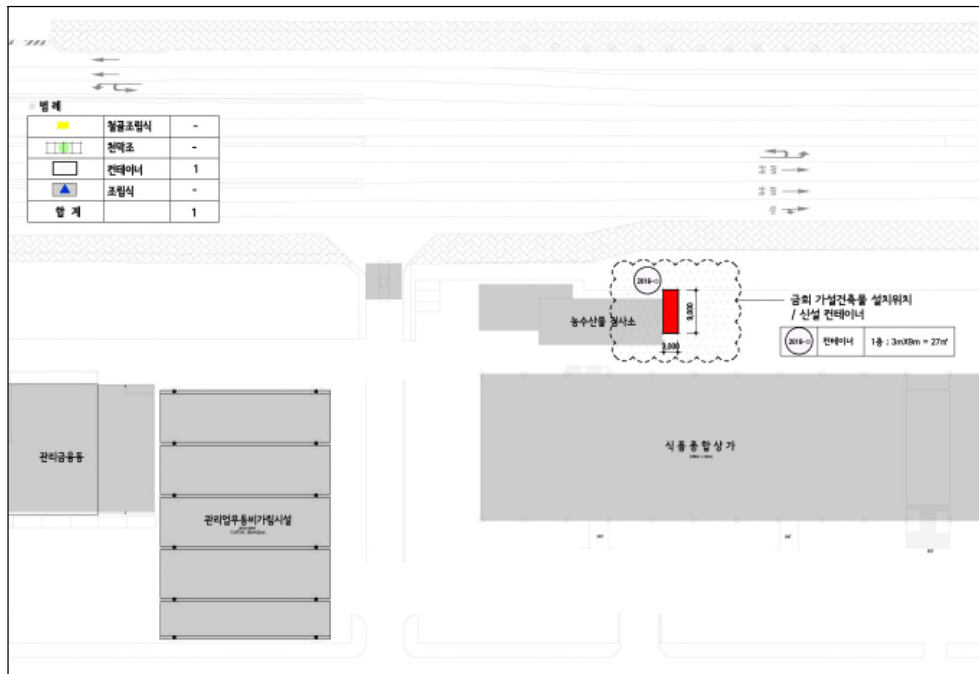 범 례
철골조립식 -
천막조 -
컨테이너 1
조립식 -
합 계 1
2016-○
농수산물 검사소
9,000
3,000
금회 가설건축물 설치위치
/ 신설 컨테이너
2016-○ 컨테이너 1층 : 3mX9m = 27㎡
관리금융동
관리업무동비가림시설
식품종합상가